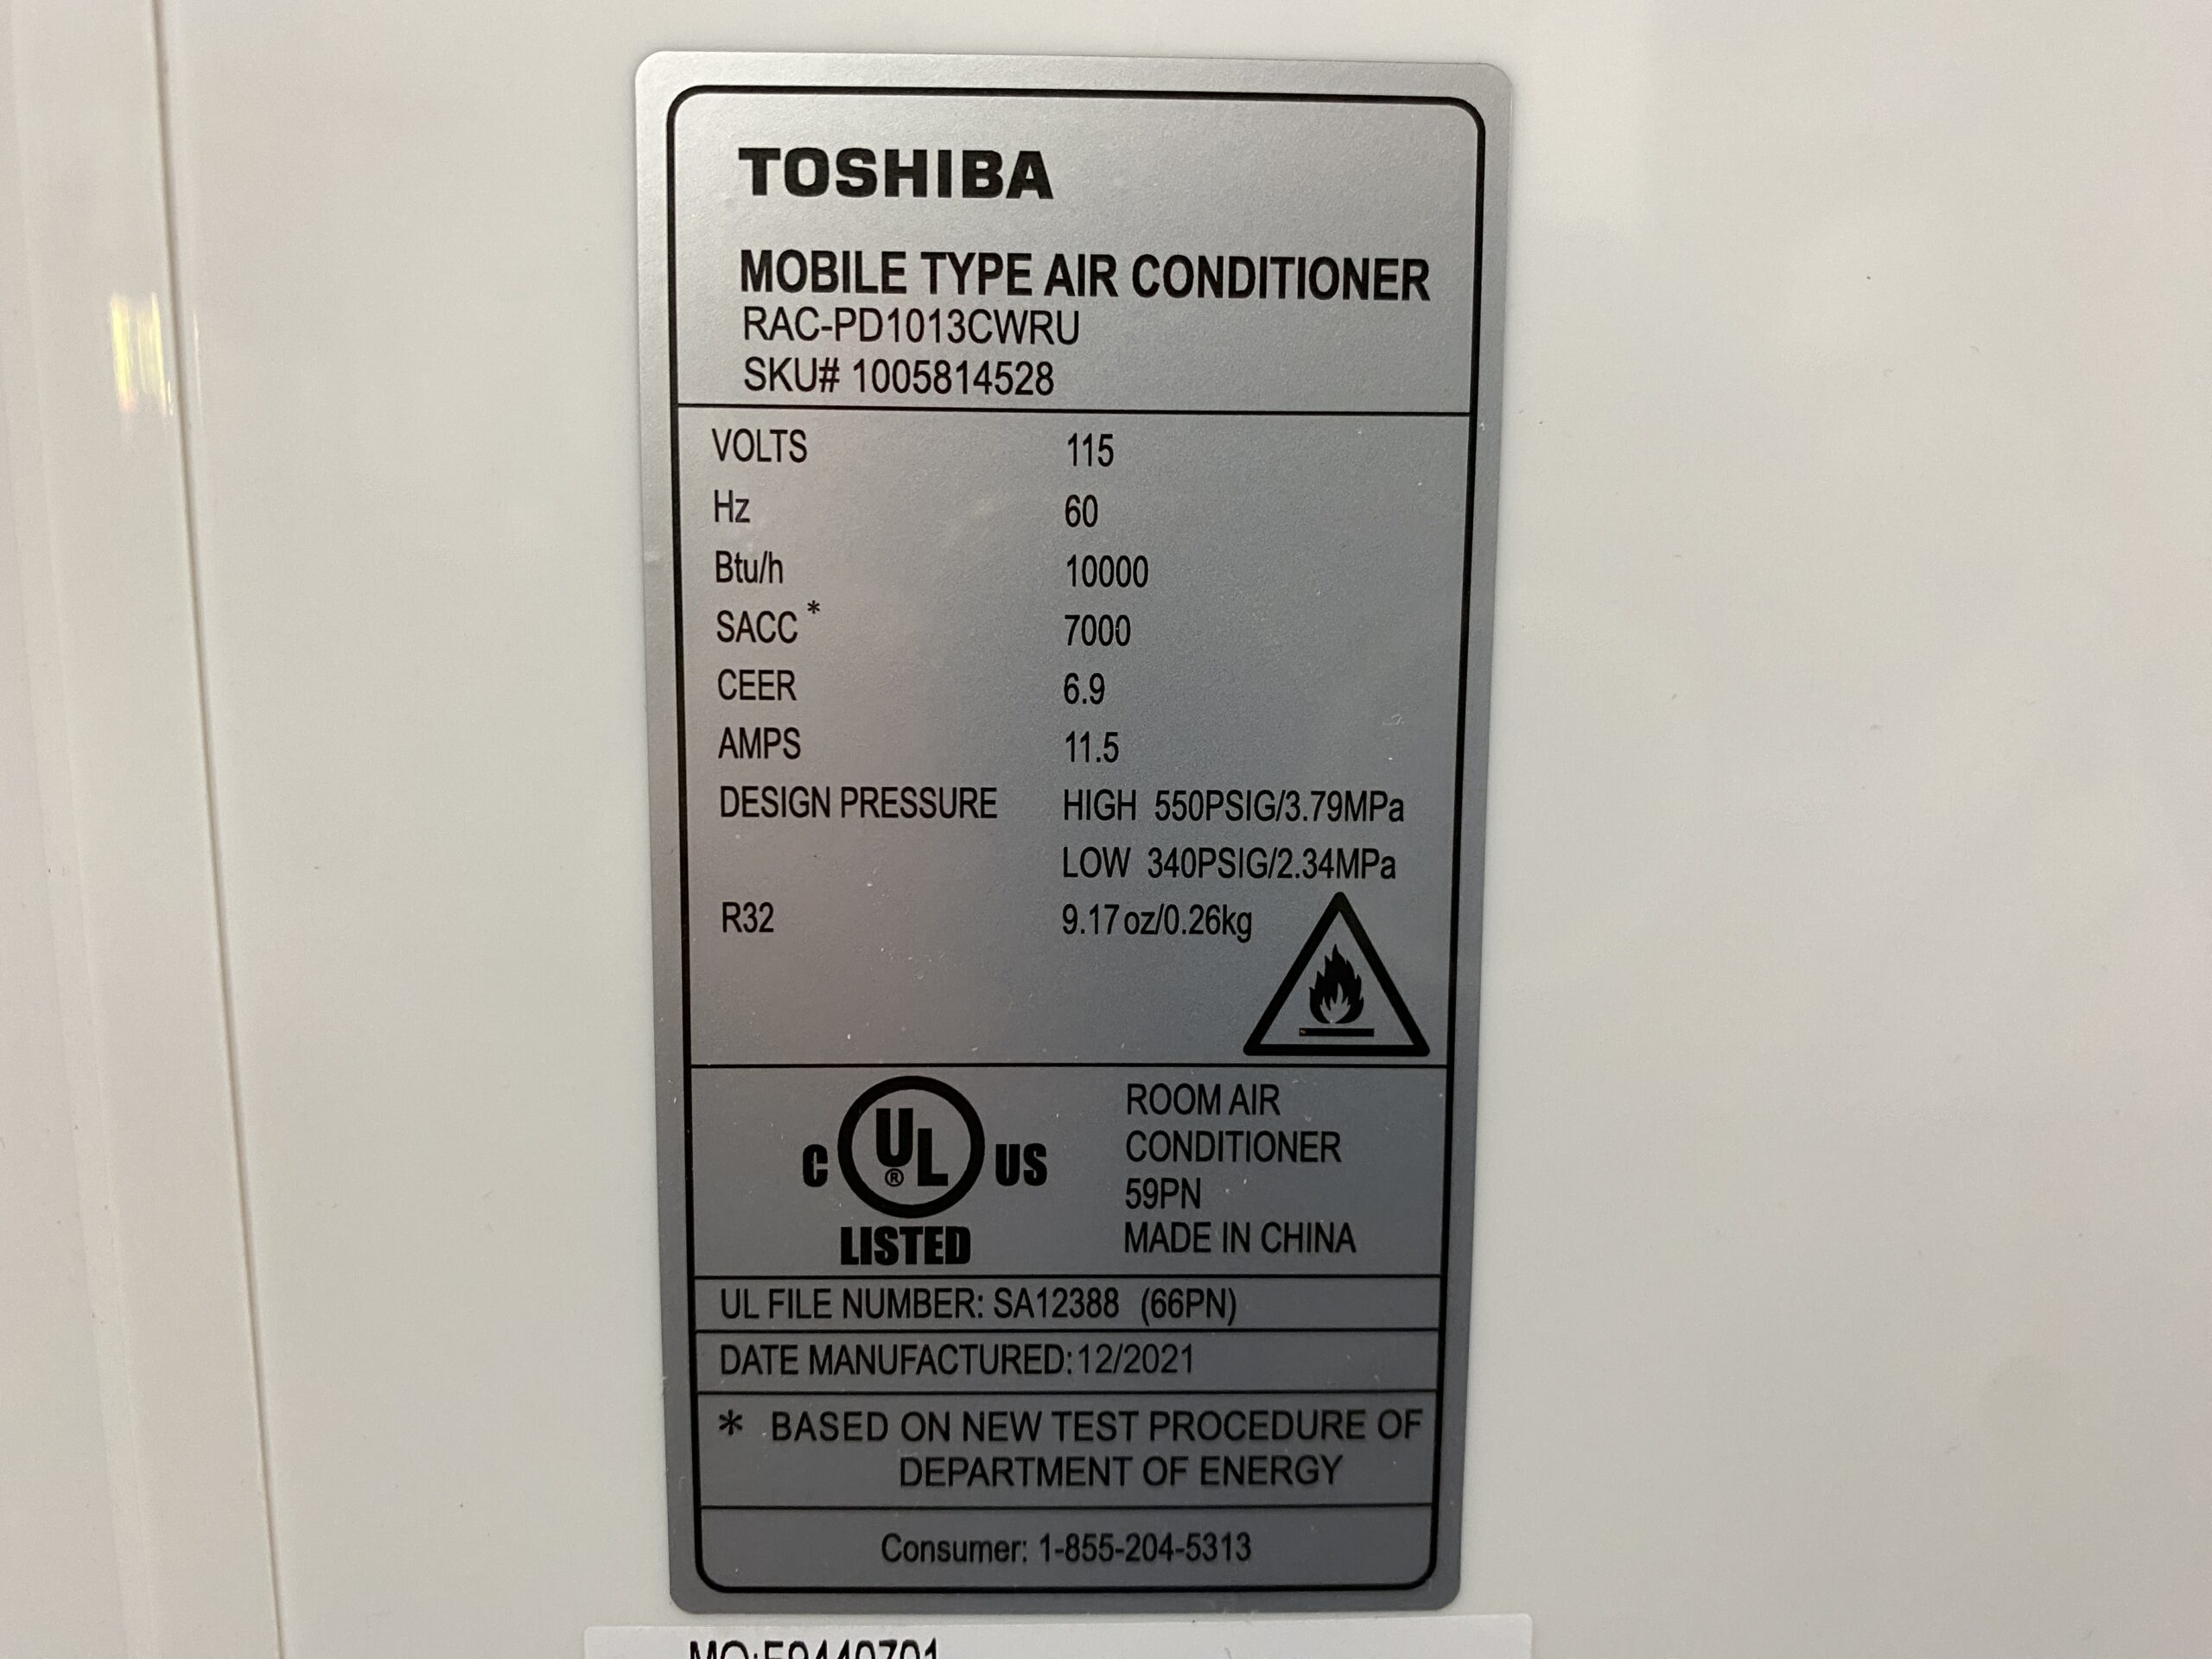 TOSHIBA
MOBILE TYPE AIR CONDITIONER
RAC-PD1013CWRU
SKU# 1005814528
VOLTS 115
Hz 60
Btu/h 10000
SACC * 7000
CEER 6.9
AMPS 11.5
DESIGN PRESSURE HIGH 550PSIG/3.79MPa
LOW 340PSIG/2.34MPa
R32 9.17oz/0.26kg
C UL ® US
LISTED
ROOM AIR
CONDITIONER
59PN
MADE IN CHINA
UL FILE NUMBER: SA12388 (66PN)
DATE MANUFACTURED:12/2021
* BASED ON NEW TEST PROCEDURE OF
DEPARTMENT OF ENERGY
Consumer: 1-855-204-5313